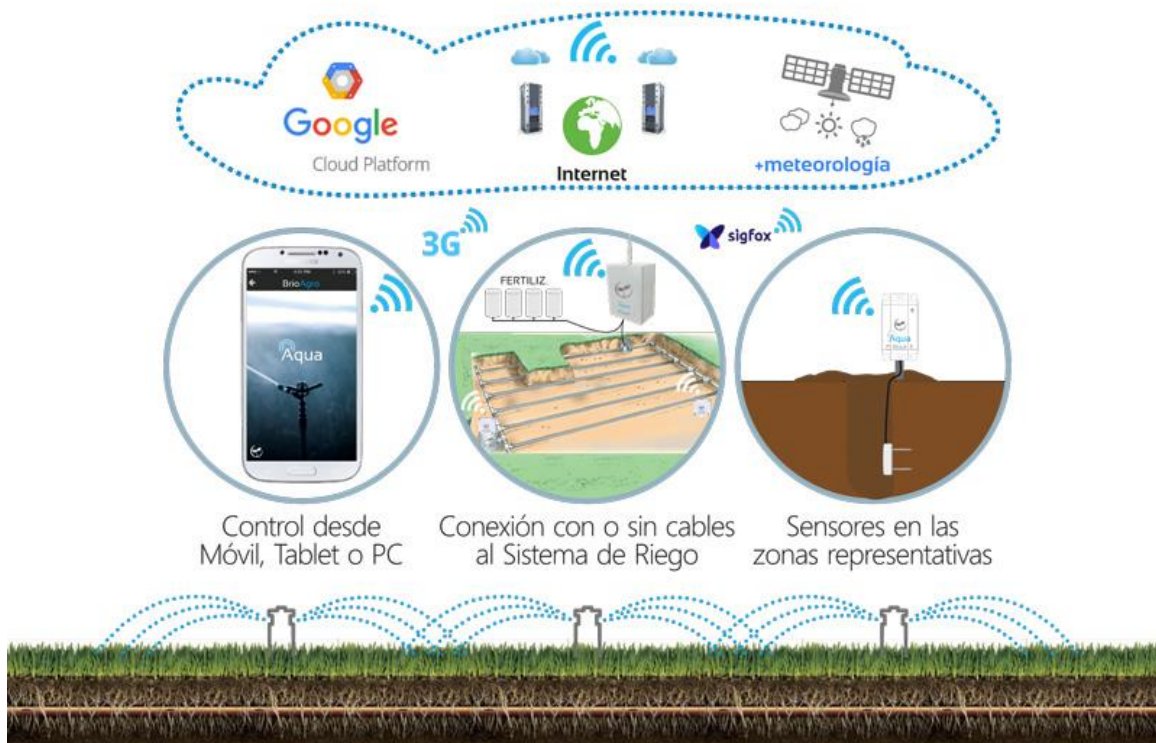 Google
Cloud Platform
Internet
+meteorología
3G
sigfox
BrioAgro
Aqua
FERTILIZ.
Aqua
Aqua
Control desde
Móvil, Tablet o PC
Conexión con o sin cables
al Sistema de Riego
Sensores en las
zonas representativas